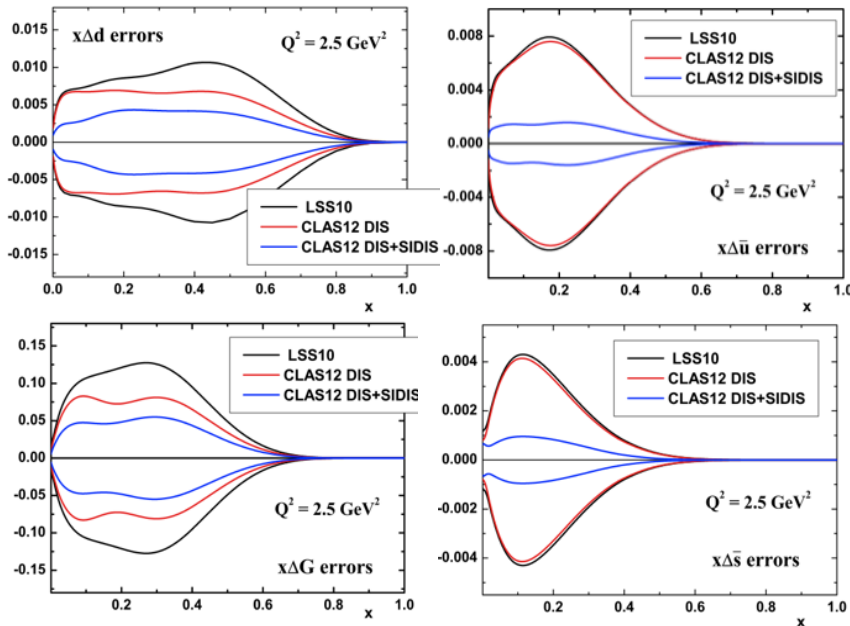 xΔd errors
Q² = 2.5 GeV²
0.020
0.015
0.010
0.005
0.000
-0.005
-0.010
-0.015
LSS10
CLAS12 DIS
CLAS12 DIS+SIDIS
0.0 0.2 0.4 0.6 0.8 1.0
x
0.008
0.004
0.000
-0.004
-0.008
LSS10
CLAS12 DIS
CLAS12 DIS+SIDIS
Q² = 2.5 GeV²
xΔū errors
0.0 0.2 0.4 0.6 0.8 1.0
x
0.15
0.10
0.05
0.00
-0.05
-0.10
-0.15
LSS10
CLAS12 DIS
CLAS12 DIS+SIDIS
Q² = 2.5 GeV²
xΔG errors
0.2 0.4 0.6 0.8 1.0
x
0.004
0.002
0.000
-0.002
-0.004
LSS10
CLAS12 DIS
CLAS12 DIS+SIDIS
Q² = 2.5 GeV²
xΔs̄ errors
0.2 0.4 0.6 0.8 1.0
x